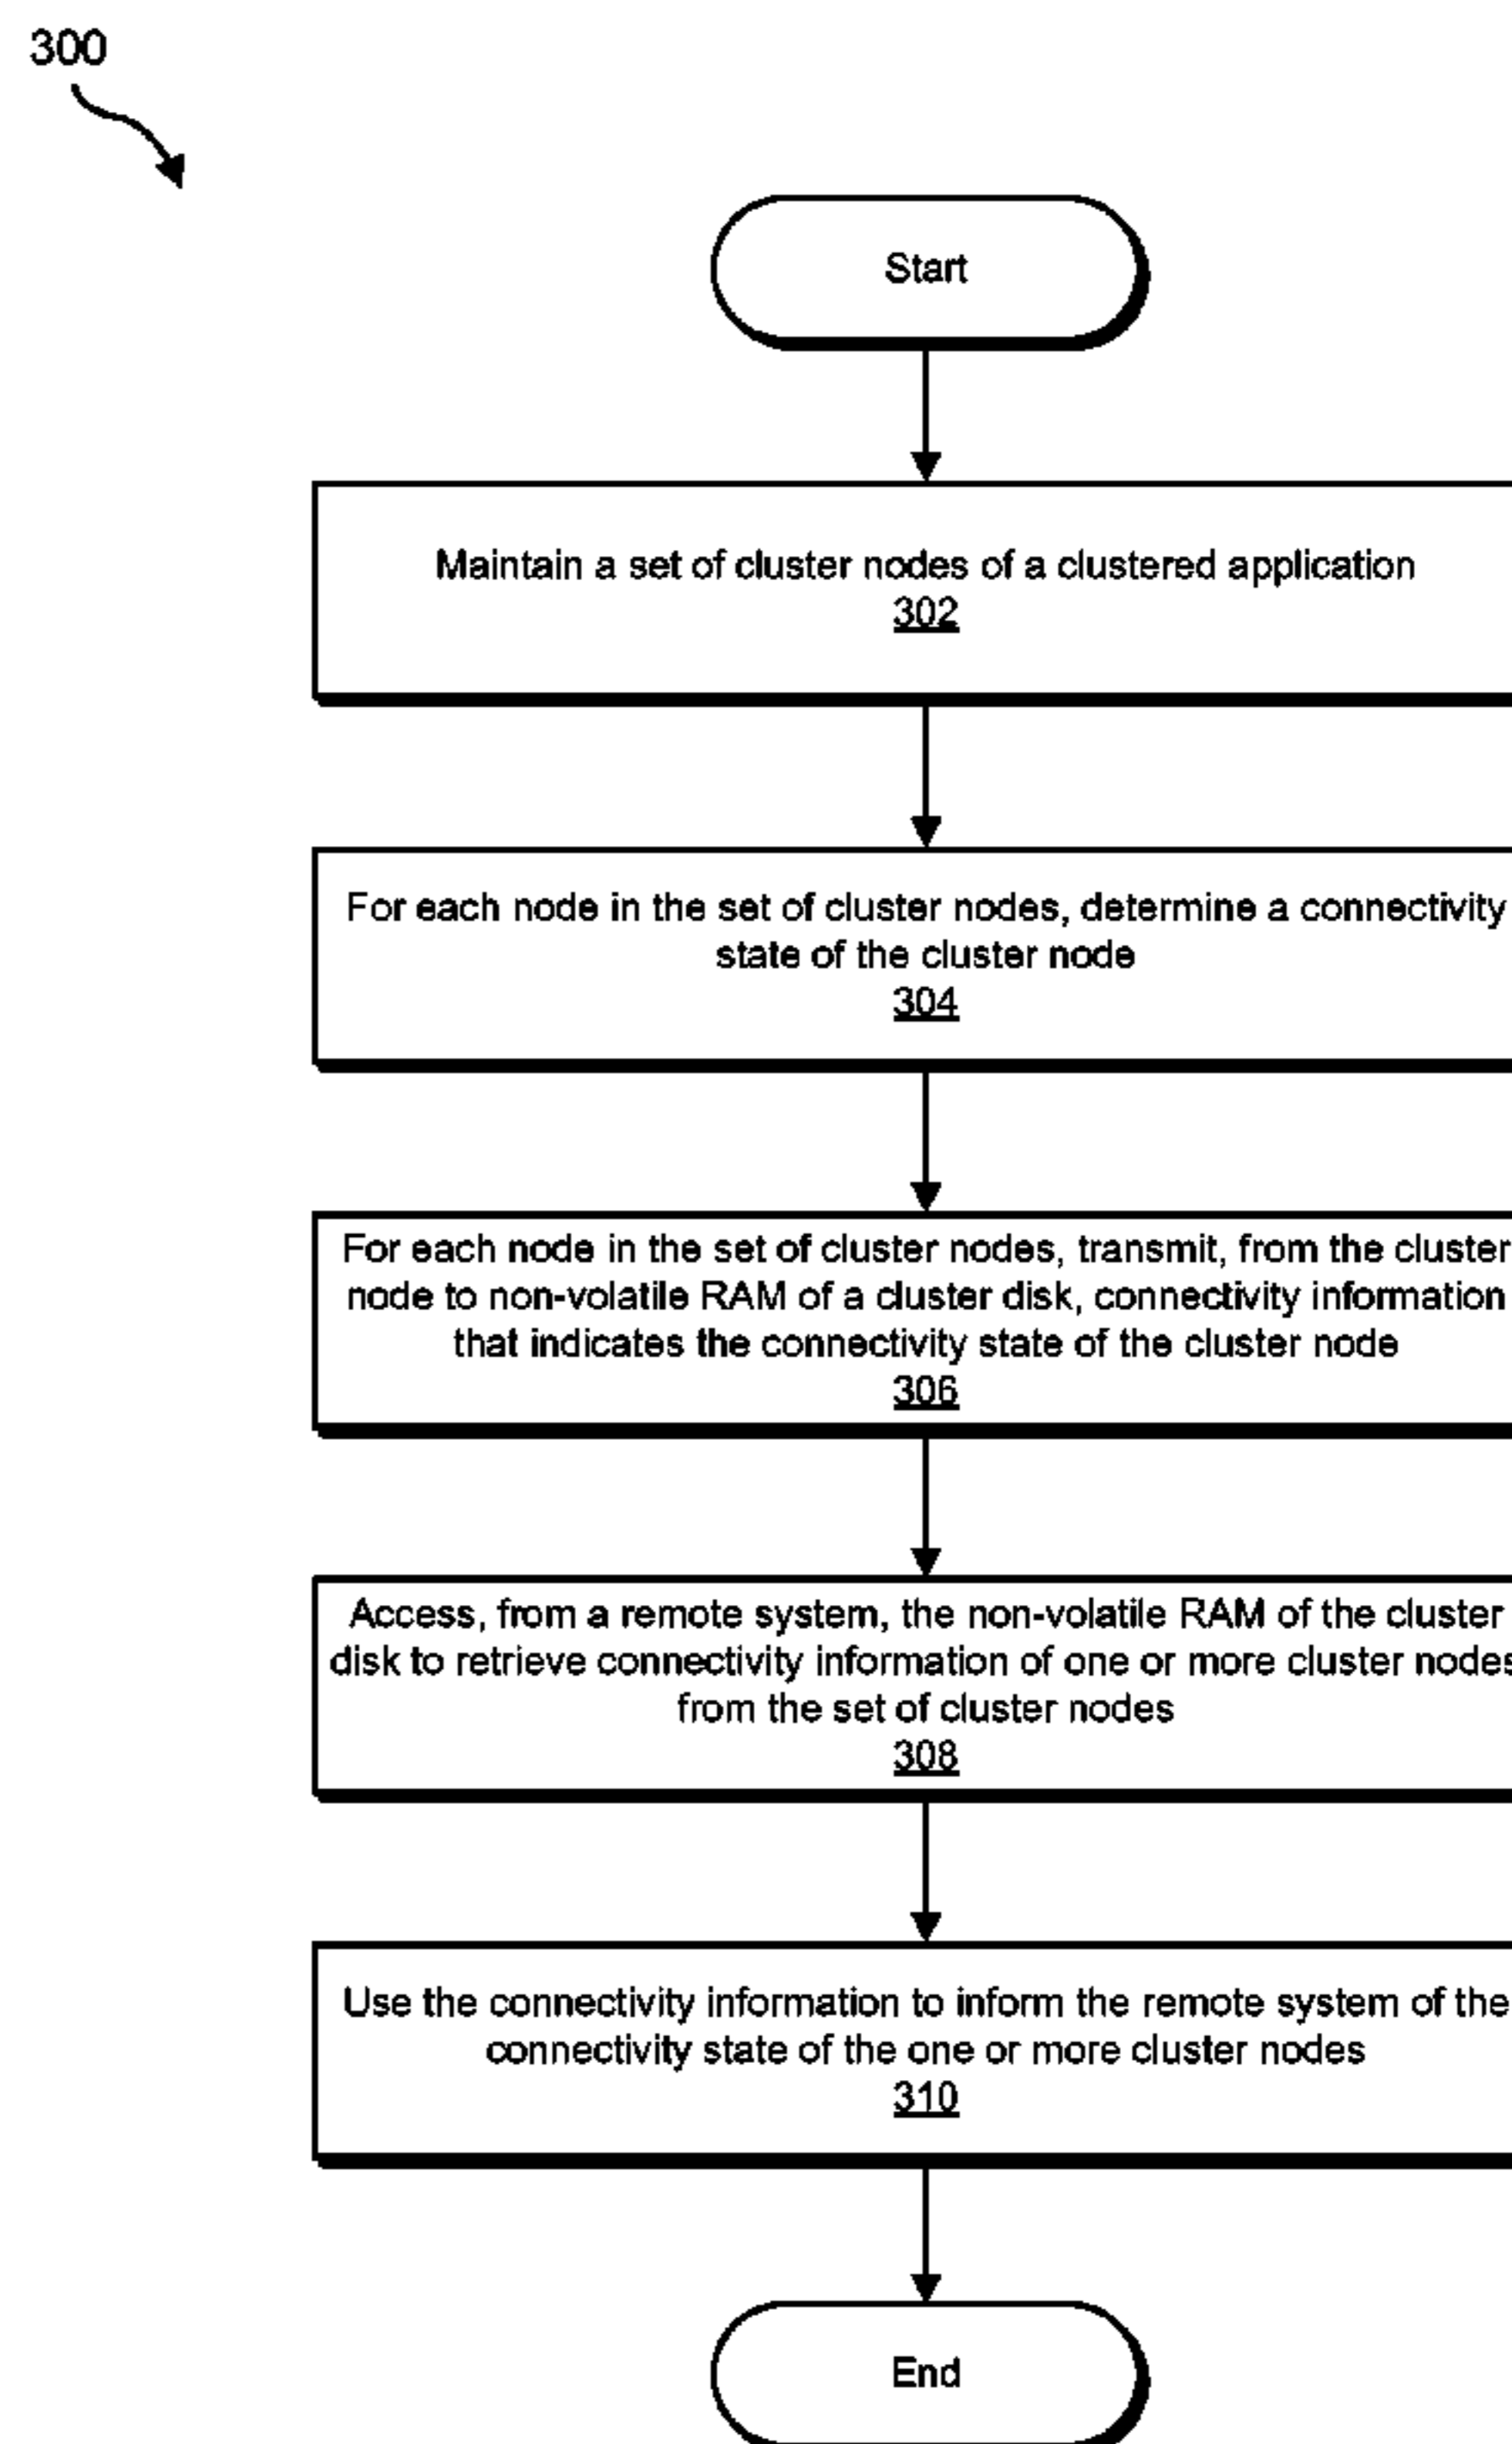 300
Start
Maintain a set of cluster nodes of a clustered application
302
For each node in the set of cluster nodes, determine a connectivity
state of the cluster node
304
For each node in the set of cluster nodes, transmit, from the cluster
node to non-volatile RAM of a cluster disk, connectivity information
that indicates the connectivity state of the cluster node
306
Access, from a remote system, the non-volatile RAM of the cluster
disk to retrieve connectivity information of one or more cluster nodes
from the set of cluster nodes
308
Use the connectivity information to inform the remote system of the
connectivity state of the one or more cluster nodes
310
End